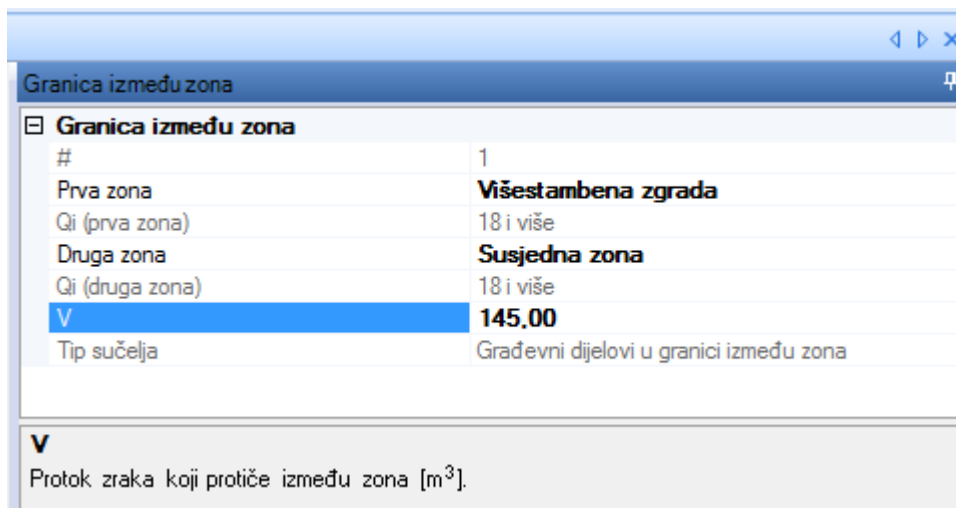 Granica između zona
Granica između zona
# 1
Prva zona Višestambena zgrada
Qi (prva zona) 18 i više
Druga zona Susjedna zona
Qi (druga zona) 18 i više
V 145,00
Tip sučelja Građevni dijelovi u granici između zona
V
Protok zraka koji protiče između zona [m³].